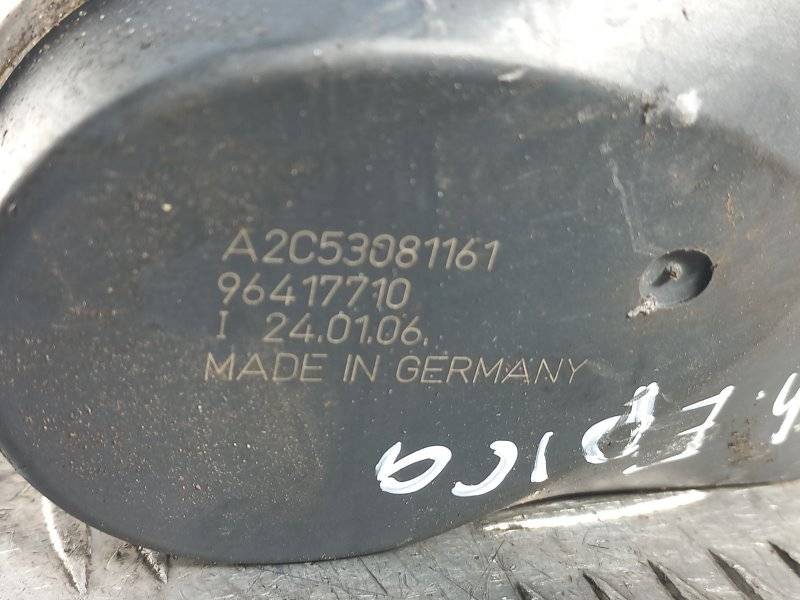 A2C53081161
96417710
I 24.01.06.
MADE IN GERMANY
Epica